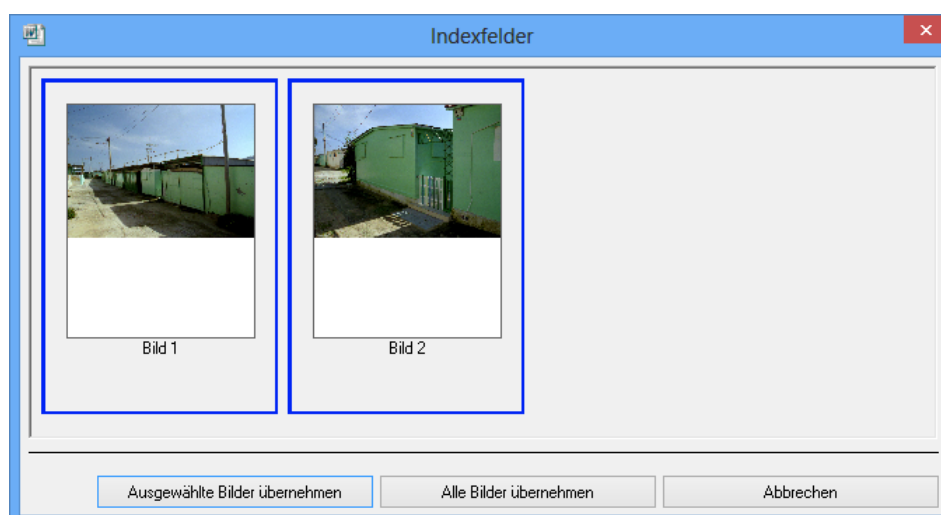 Indexfelder
Bild 1
Bild 2
Ausgewählte Bilder übernehmen
Alle Bilder übernehmen
Abbrechen